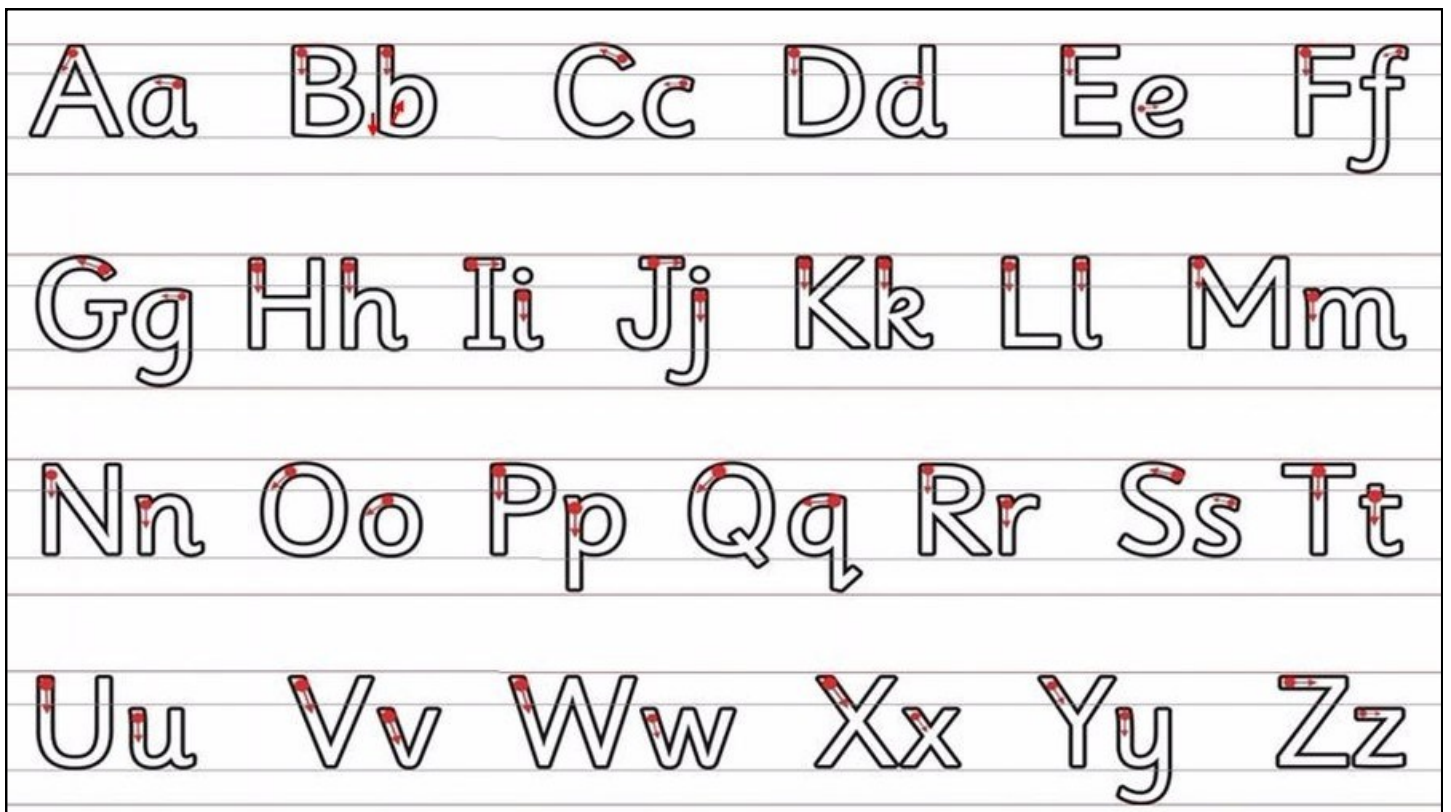 Aa Bb Cc Dd Ee Ff
Gg Hh Ii Jj Kk Ll Mm
Nn Oo Pp Qq Rr Ss Tt
Uu Vv Ww Xx Yy Zz